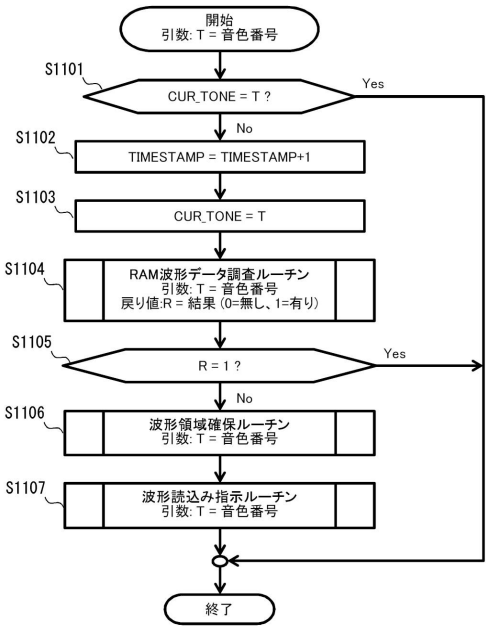 開始
引数: T = 音色番号
S1101
CUR_TONE = T ?
Yes
No
S1102
TIMESTAMP = TIMESTAMP+1
S1103
CUR_TONE = T
S1104
RAM波形データ調査ルーチン
引数: T = 音色番号
戻り値:R = 結果 (0=無し、1=有り)
S1105
R = 1 ?
Yes
No
S1106
波形領域確保ルーチン
引数: T = 音色番号
S1107
波形読込み指示ルーチン
引数: T = 音色番号
終了